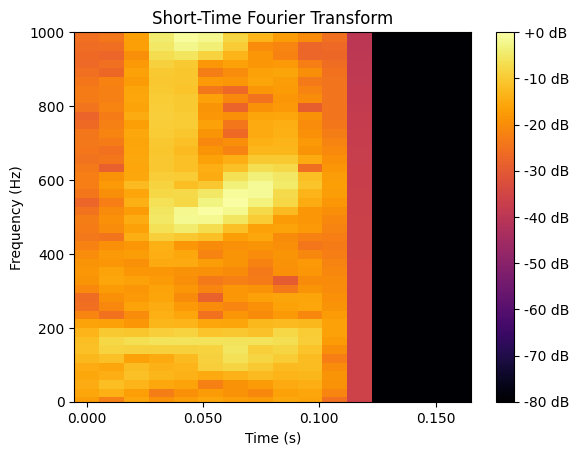 Short-Time Fourier Transform
1000
800
600
400
200
0
Frequency (Hz)
0.000
0.050
0.100
0.150
Time (s)
+0 dB
-10 dB
-20 dB
-30 dB
-40 dB
-50 dB
-60 dB
-70 dB
-80 dB